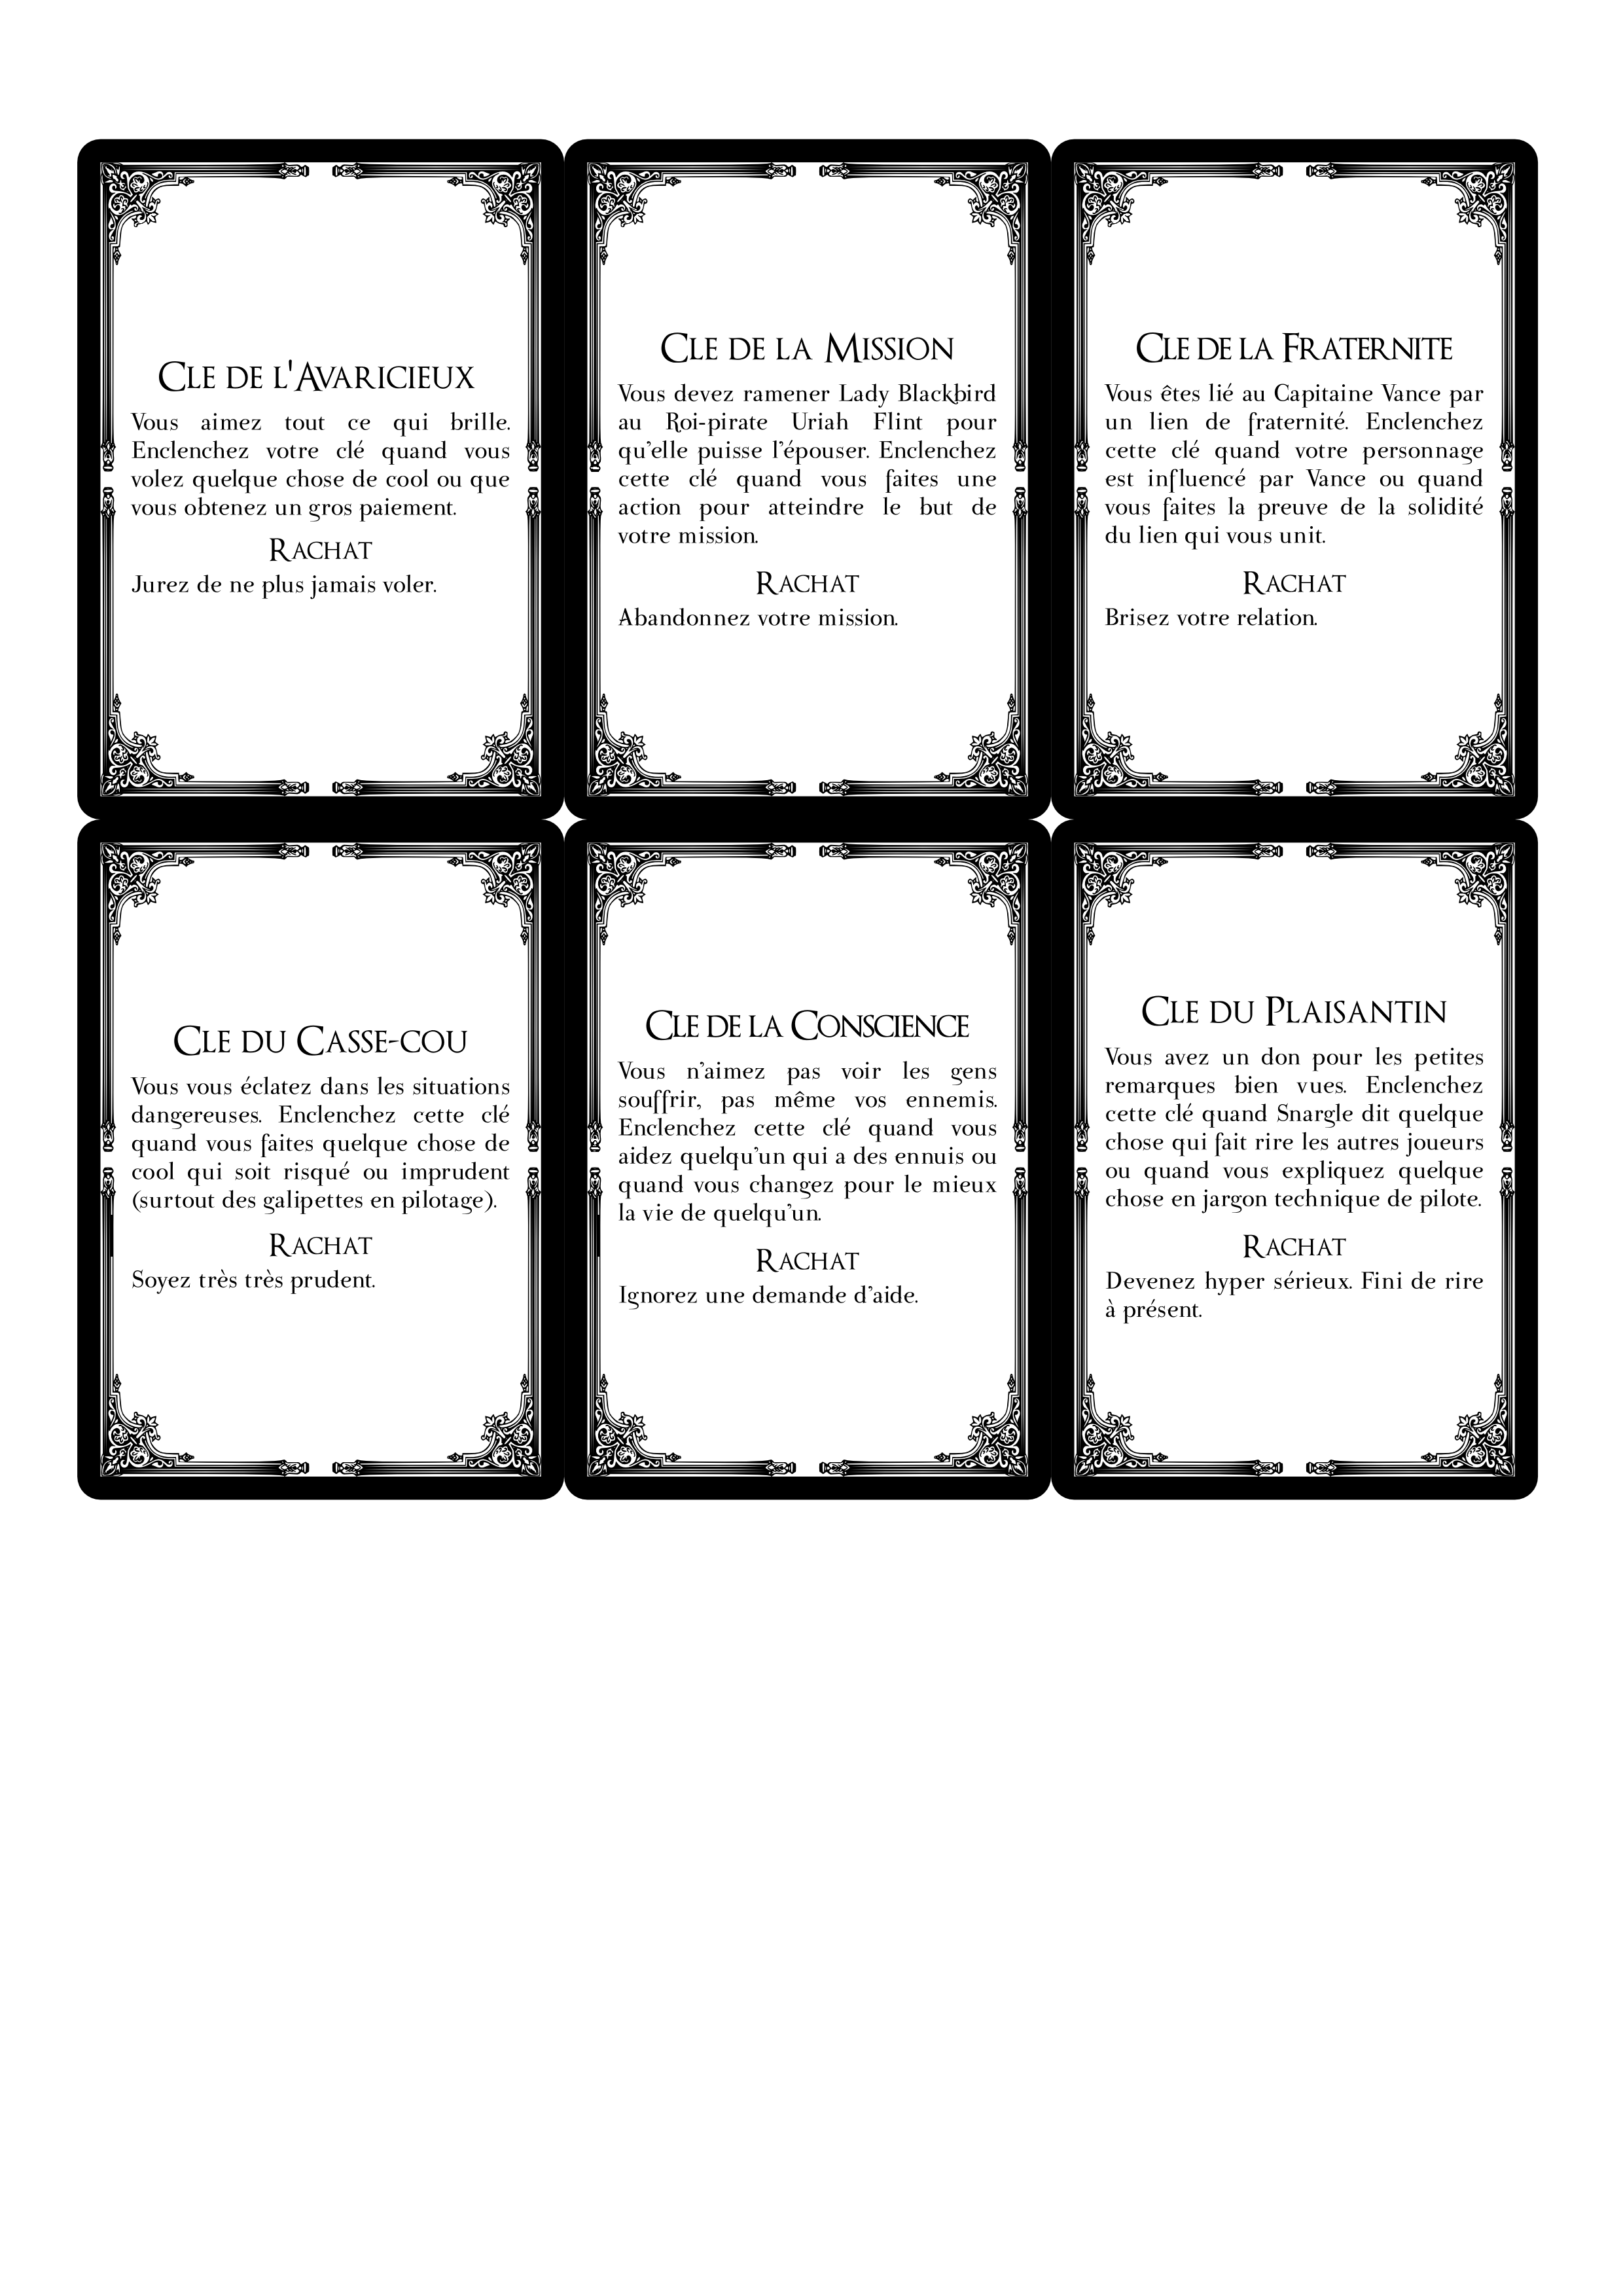 Cle de l'Avaricieux
Vous aimez tout ce qui brille.
Enclenchez votre clé quand vous
volez quelque chose de cool ou que
vous obtenez un gros paiement.
Rachat
Jurez de ne plus jamais voler.
Cle de la Mission
Vous devez ramener Lady Blackbird
au Roi-pirate Uriah Flint pour
qu’elle puisse l’épouser. Enclenchez
cette clé quand vous faites une
action pour atteindre le but de
votre mission.
Rachat
Abandonnez votre mission.
Cle de la Fraternite
Vous êtes lié au Capitaine Vance par
un lien de fraternité. Enclenchez
cette clé quand votre personnage
est influencé par Vance ou quand
vous faites la preuve de la solidité
du lien qui vous unit.
Rachat
Brisez votre relation.
Cle du Casse-cou
Vous vous éclatez dans les situations
dangereuses. Enclenchez cette clé
quand vous faites quelque chose de
cool qui soit risqué ou imprudent
(surtout des galipettes en pilotage).
Rachat
Soyez très très prudent.
Cle de la Conscience
Vous n’aimez pas voir les gens
souffrir, pas même vos ennemis.
Enclenchez cette clé quand vous
aidez quelqu’un qui a des ennuis ou
quand vous changez pour le mieux
la vie de quelqu’un.
Rachat
Ignorez une demande d’aide.
Cle du Plaisantin
Vous avez un don pour les petites
remarques bien vues. Enclenchez
cette clé quand Snargle dit quelque
chose qui fait rire les autres joueurs
ou quand vous expliquez quelque
chose en jargon technique de pilote.
Rachat
Devenez hyper sérieux. Fini de rire
à présent.